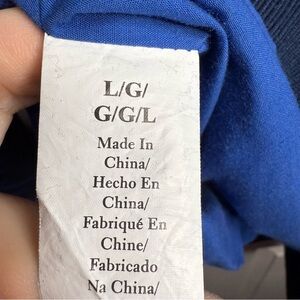 L/G/
G/G/L
Made In
China/
Hecho En
China/
Fabriqué En
Chine/
Fabricado
Na China/